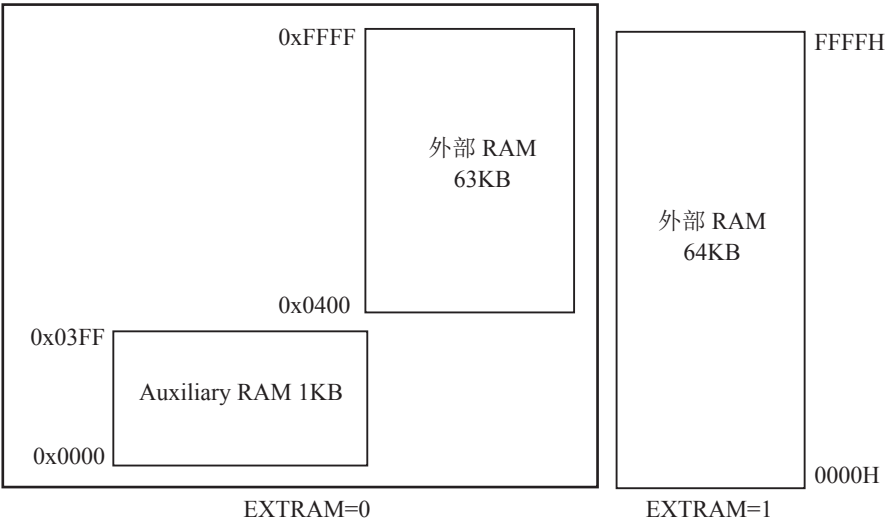 0xFFFF
外部 RAM
63KB
0x0400
0x03FF
Auxiliary RAM 1KB
0x0000
EXTRAM=0
FFFFH
外部 RAM
64KB
0000H
EXTRAM=1